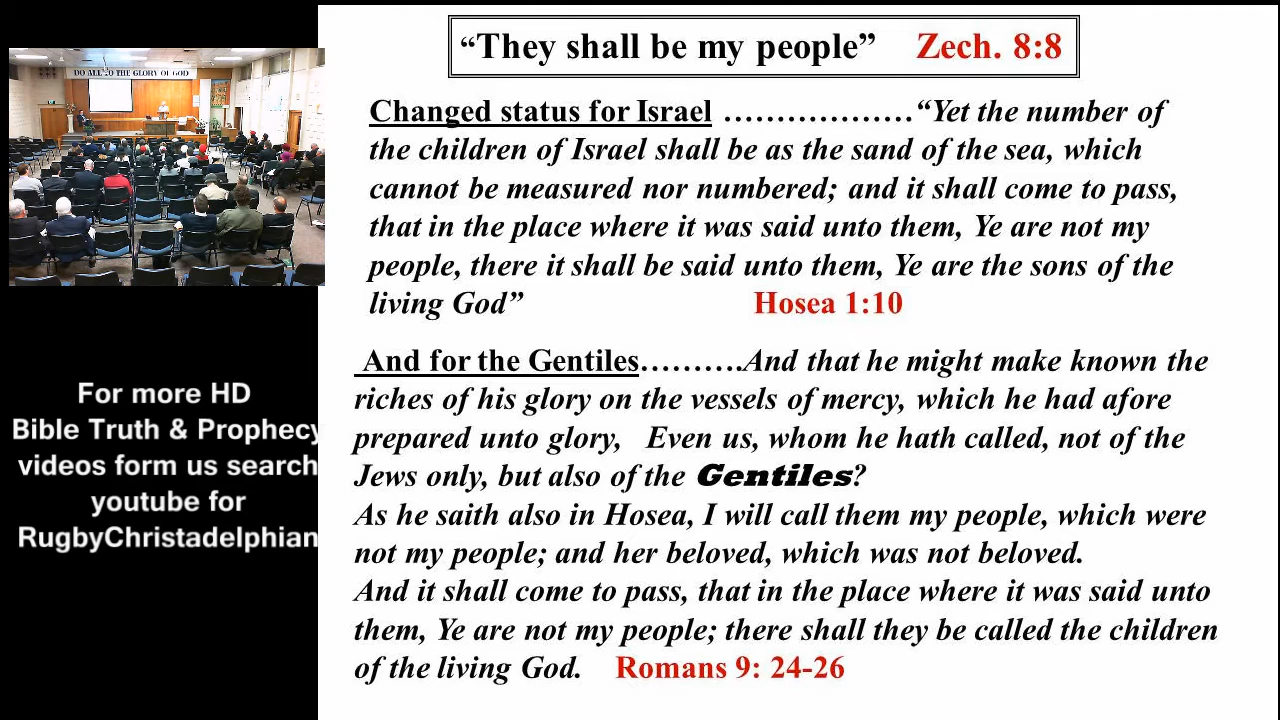 DO ALL TO THE GLORY OF GOD
“They shall be my people” Zech. 8:8
Changed status for Israel ………………“Yet the number of
the children of Israel shall be as the sand of the sea, which
cannot be measured nor numbered; and it shall come to pass,
that in the place where it was said unto them, Ye are not my
people, there it shall be said unto them, Ye are the sons of the
living God” Hosea 1:10
And for the Gentiles……….And that he might make known the
riches of his glory on the vessels of mercy, which he had afore
prepared unto glory, Even us, whom he hath called, not of the
Jews only, but also of the Gentiles?
As he saith also in Hosea, I will call them my people, which were
not my people; and her beloved, which was not beloved.
And it shall come to pass, that in the place where it was said unto
them, Ye are not my people; there shall they be called the children
of the living God. Romans 9: 24-26
For more HD
Bible Truth & Prophecy
videos form us search
youtube for
RugbyChristadelphian